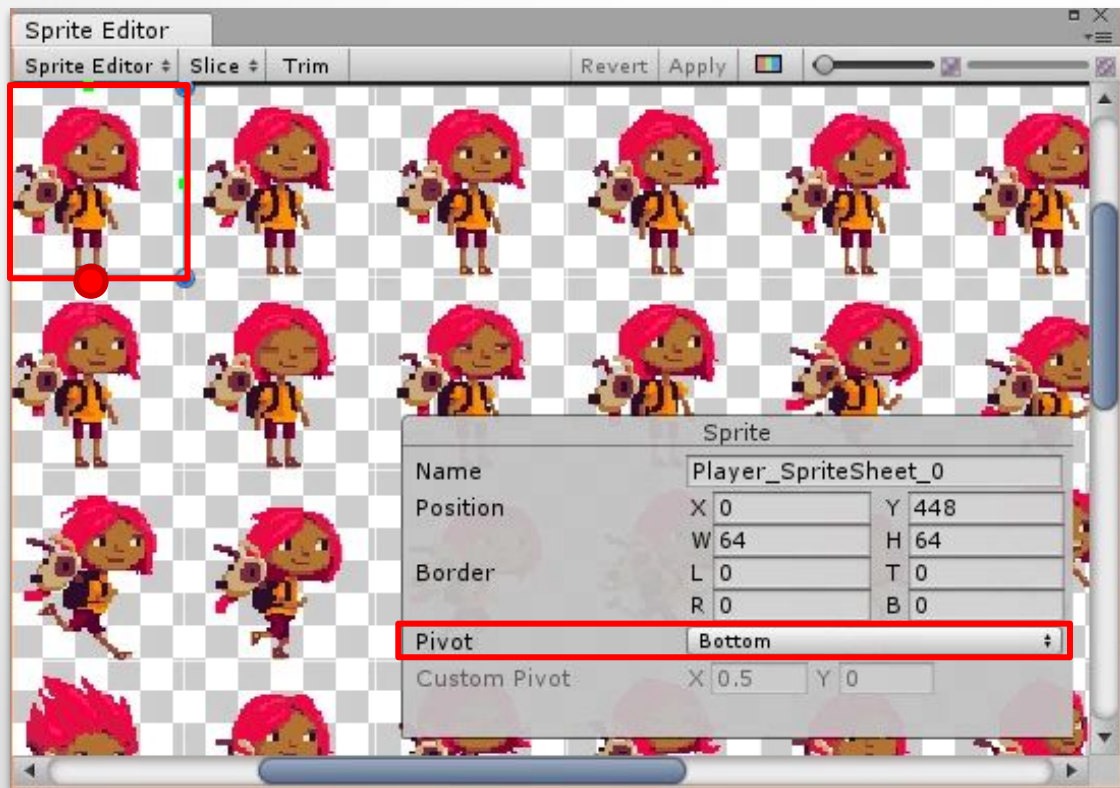 Sprite Editor
Sprite Editor Slice Trim Revert Apply
Sprite
Name Player_SpriteSheet_0
Position X 0 Y 448
W 64 H 64
Border L 0 T 0
R 0 B 0
Pivot Bottom
Custom Pivot X 0.5 Y 0